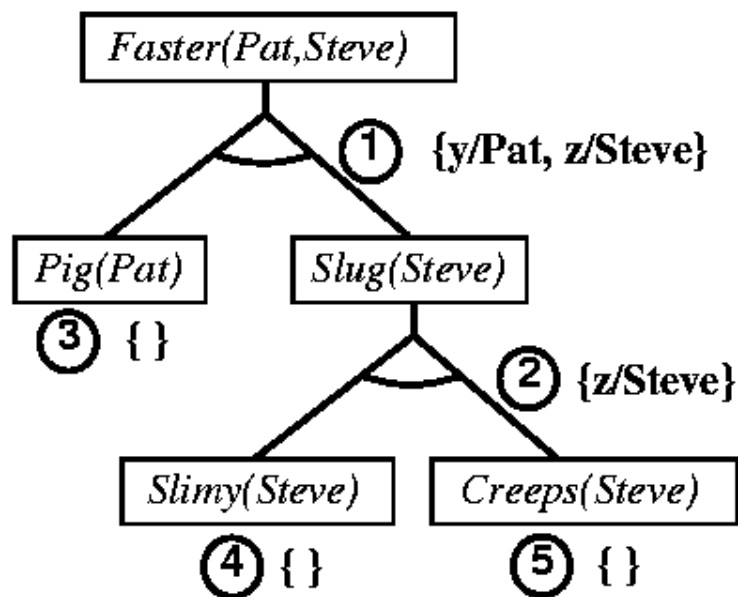 Faster(Pat,Steve)
1 {y/Pat, z/Steve}
Pig(Pat) Slug(Steve)
3 { }
2 {z/Steve}
Slimy(Steve) Creeps(Steve)
4 { } 5 { }